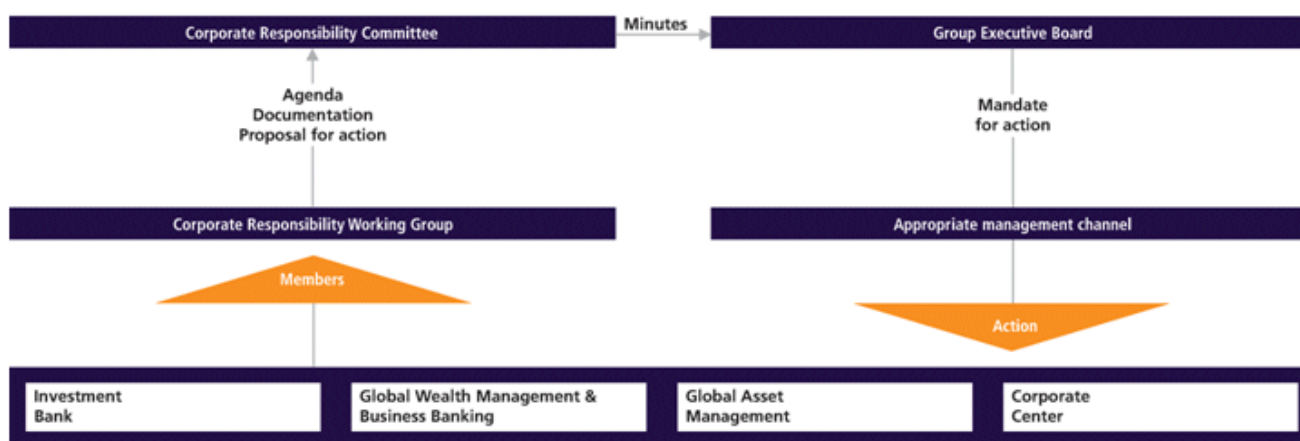 Corporate Responsibility Committee
Minutes
Group Executive Board
Agenda
Documentation
Proposal for action
Mandate
for action
Corporate Responsibility Working Group
Appropriate management channel
Members
Action
Investment
Bank
Global Wealth Management &
Business Banking
Global Asset
Management
Corporate
Center